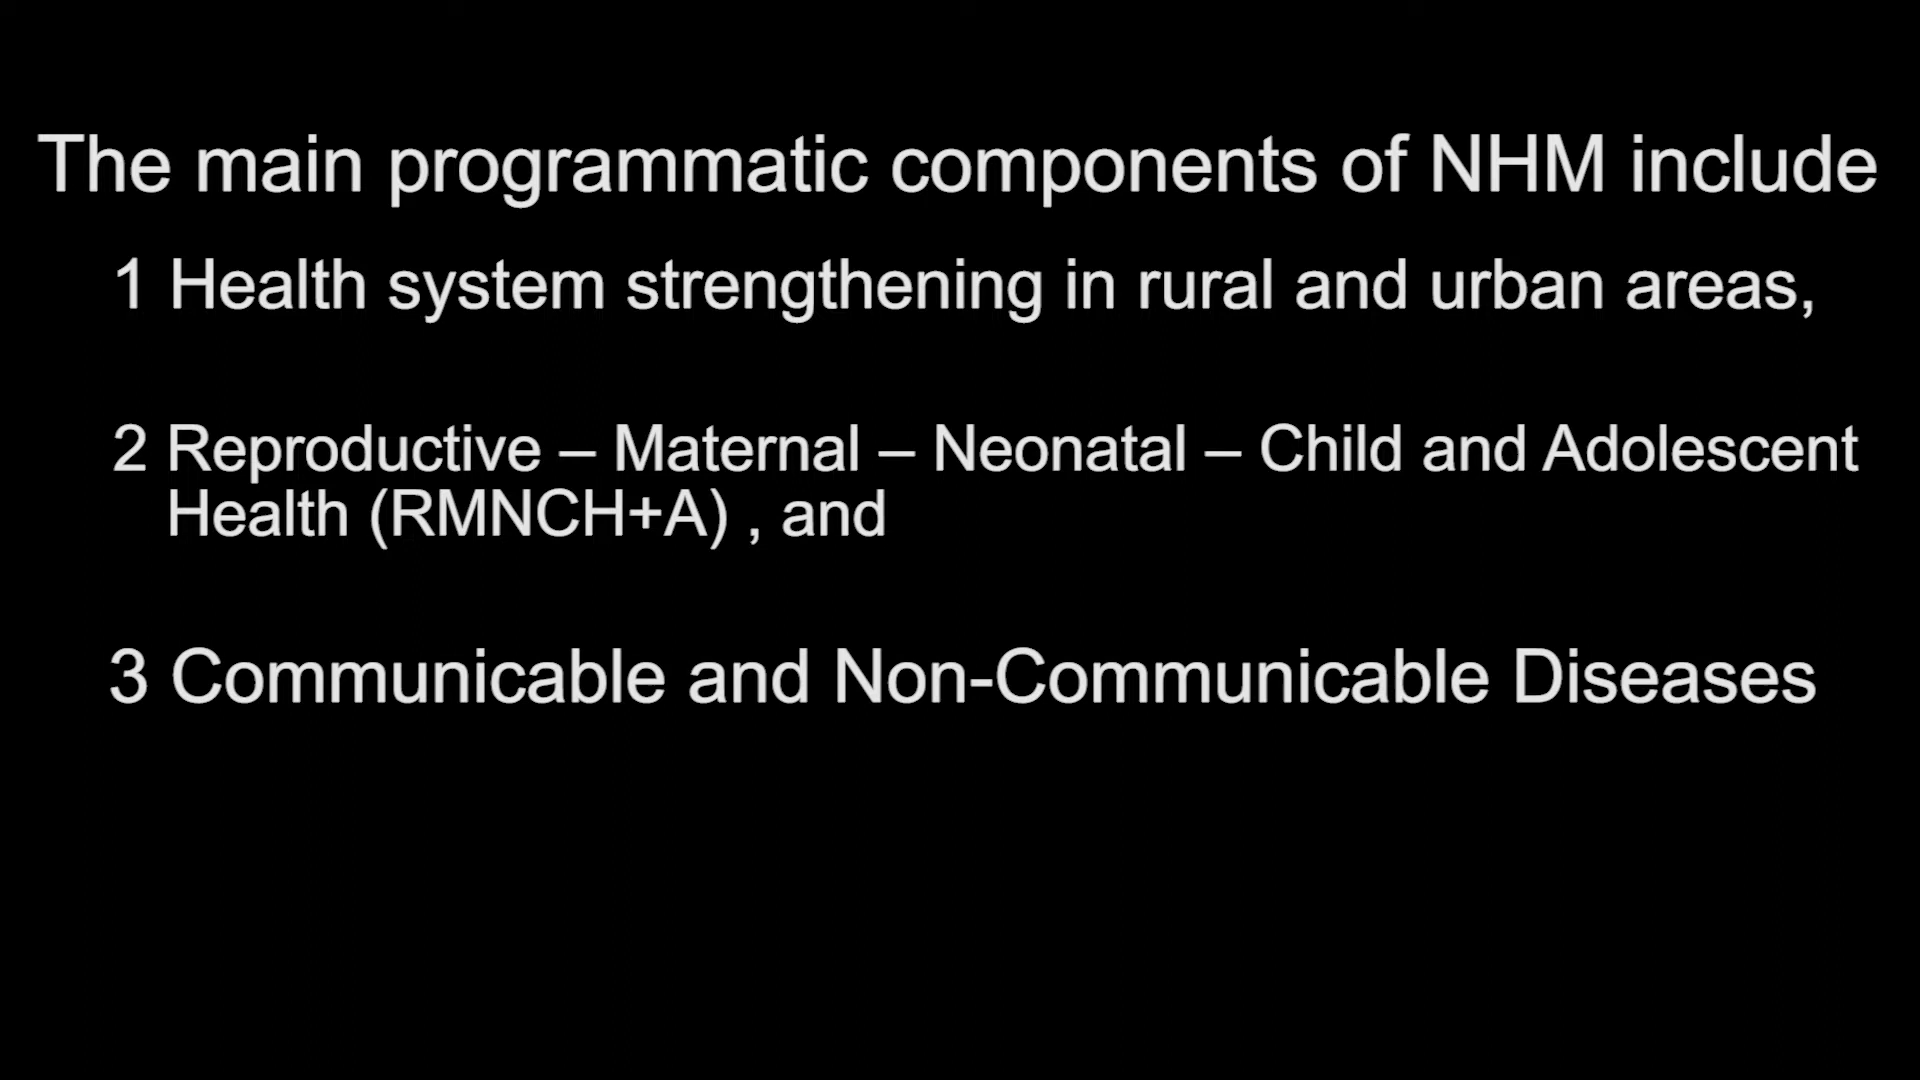 The main programmatic components of NHM include
1 Health system strengthening in rural and urban areas,
2 Reproductive – Maternal – Neonatal – Child and Adolescent
Health (RMNCH+A) , and
3 Communicable and Non-Communicable Diseases